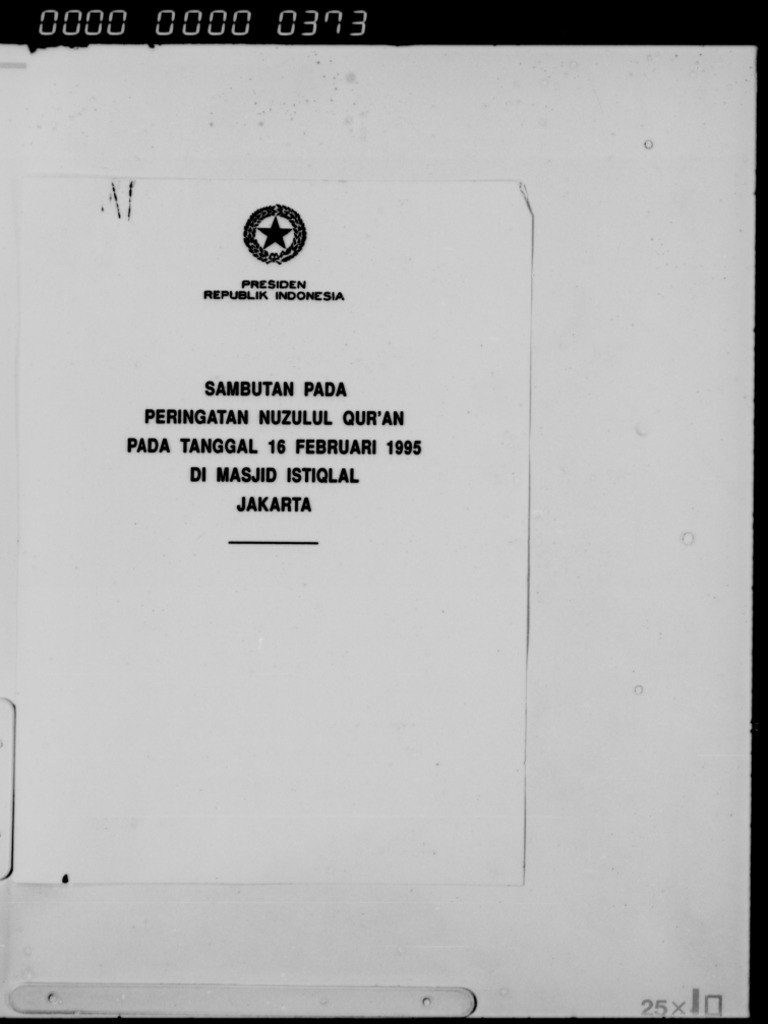 0000 0000 0373
PRESIDEN
REPUBLIK INDONESIA
SAMBUTAN PADA
PERINGATAN NUZULUL QUR'AN
PADA TANGGAL 16 FEBRUARI 1995
DI MASJID ISTIQLAL
JAKARTA